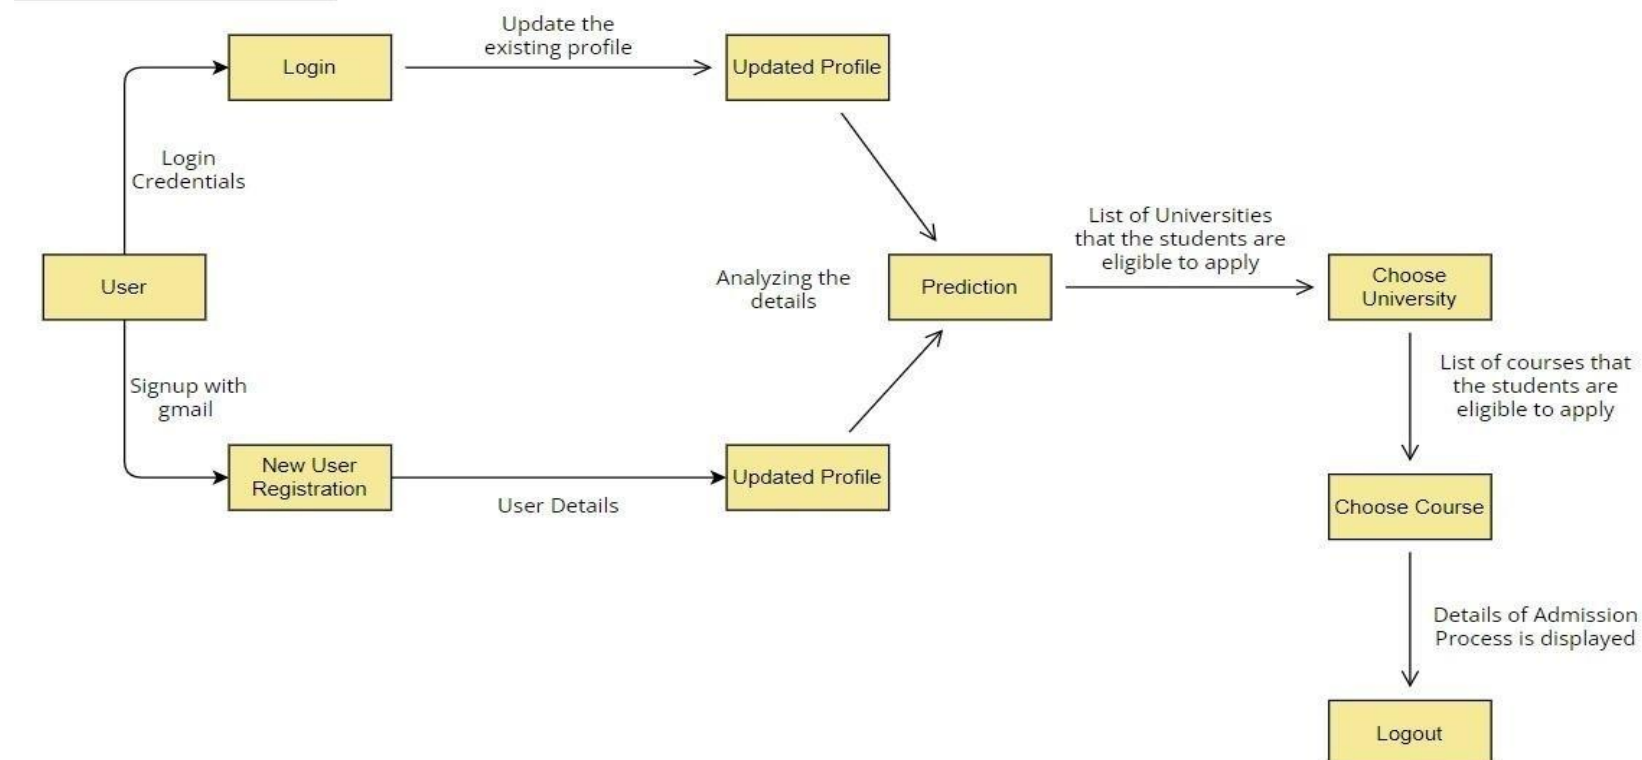 Update the
existing profile
Login
Updated Profile
Login
Credentials
List of Universities
that the students are
eligible to apply
User
Analyzing the
details
Prediction
Choose
University
Signup with
gmail
List of courses that
the students are
eligible to apply
New User
Registration
User Details
Updated Profile
Choose Course
Details of Admission
Process is displayed
Logout